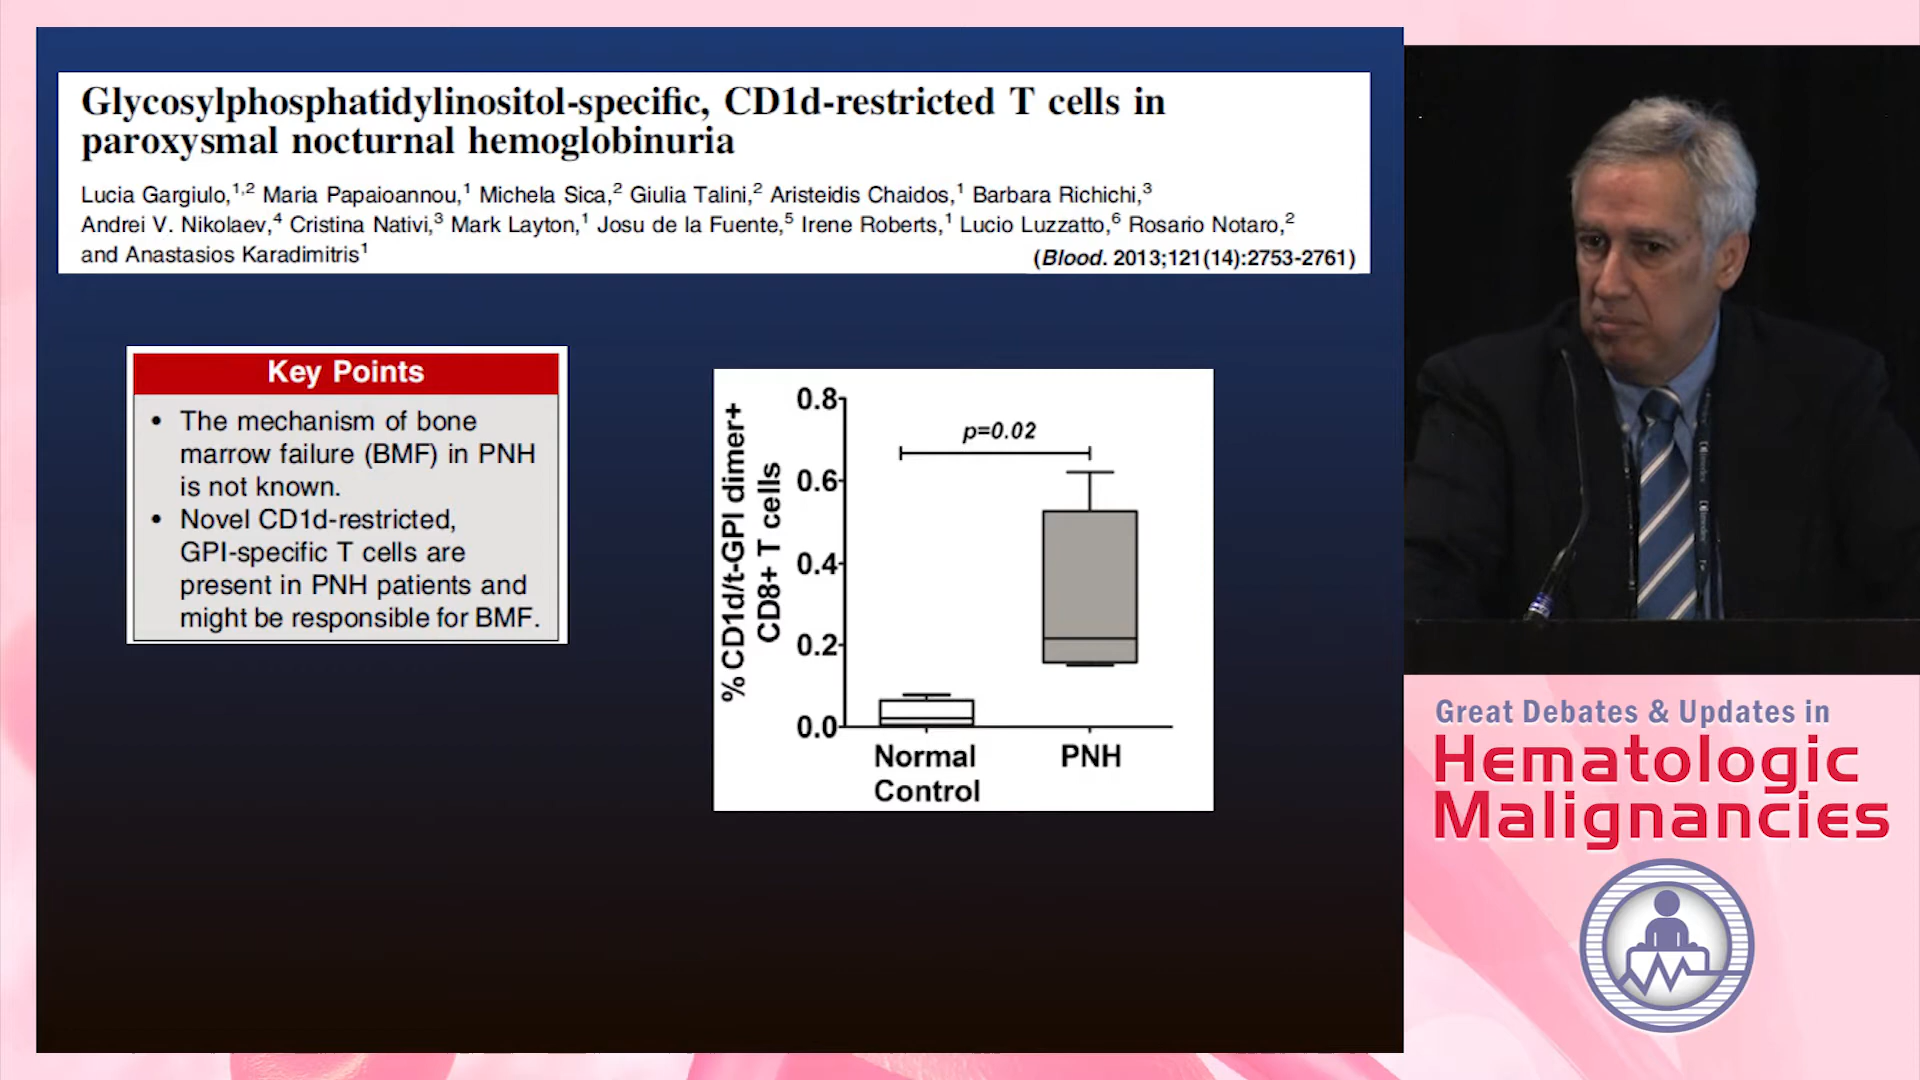 Glycosylphosphatidylinositol-specific, CD1d-restricted T cells in
paroxysmal nocturnal hemoglobinuria
Lucia Gargiulo,1,2 Maria Papaioannou,1 Michela Sica,2 Giulia Talini,2 Aristeidis Chaidos,1 Barbara Richichi,3
Andrei V. Nikolaev,4 Cristina Nativi,3 Mark Layton,1 Josu de la Fuente,5 Irene Roberts,1 Lucio Luzzatto,6 Rosario Notaro,2
and Anastasios Karadimitris1
(Blood. 2013;121(14):2753-2761)
Key Points
• The mechanism of bone
marrow failure (BMF) in PNH
is not known.
• Novel CD1d-restricted,
GPI-specific T cells are
present in PNH patients and
might be responsible for BMF.
% CD1d/t-GPI dimer+
CD8+ T cells
0.8
0.6
0.4
0.2
0.0
p=0.02
Normal
Control
PNH
Great Debates & Updates in
Hematologic
Malignancies